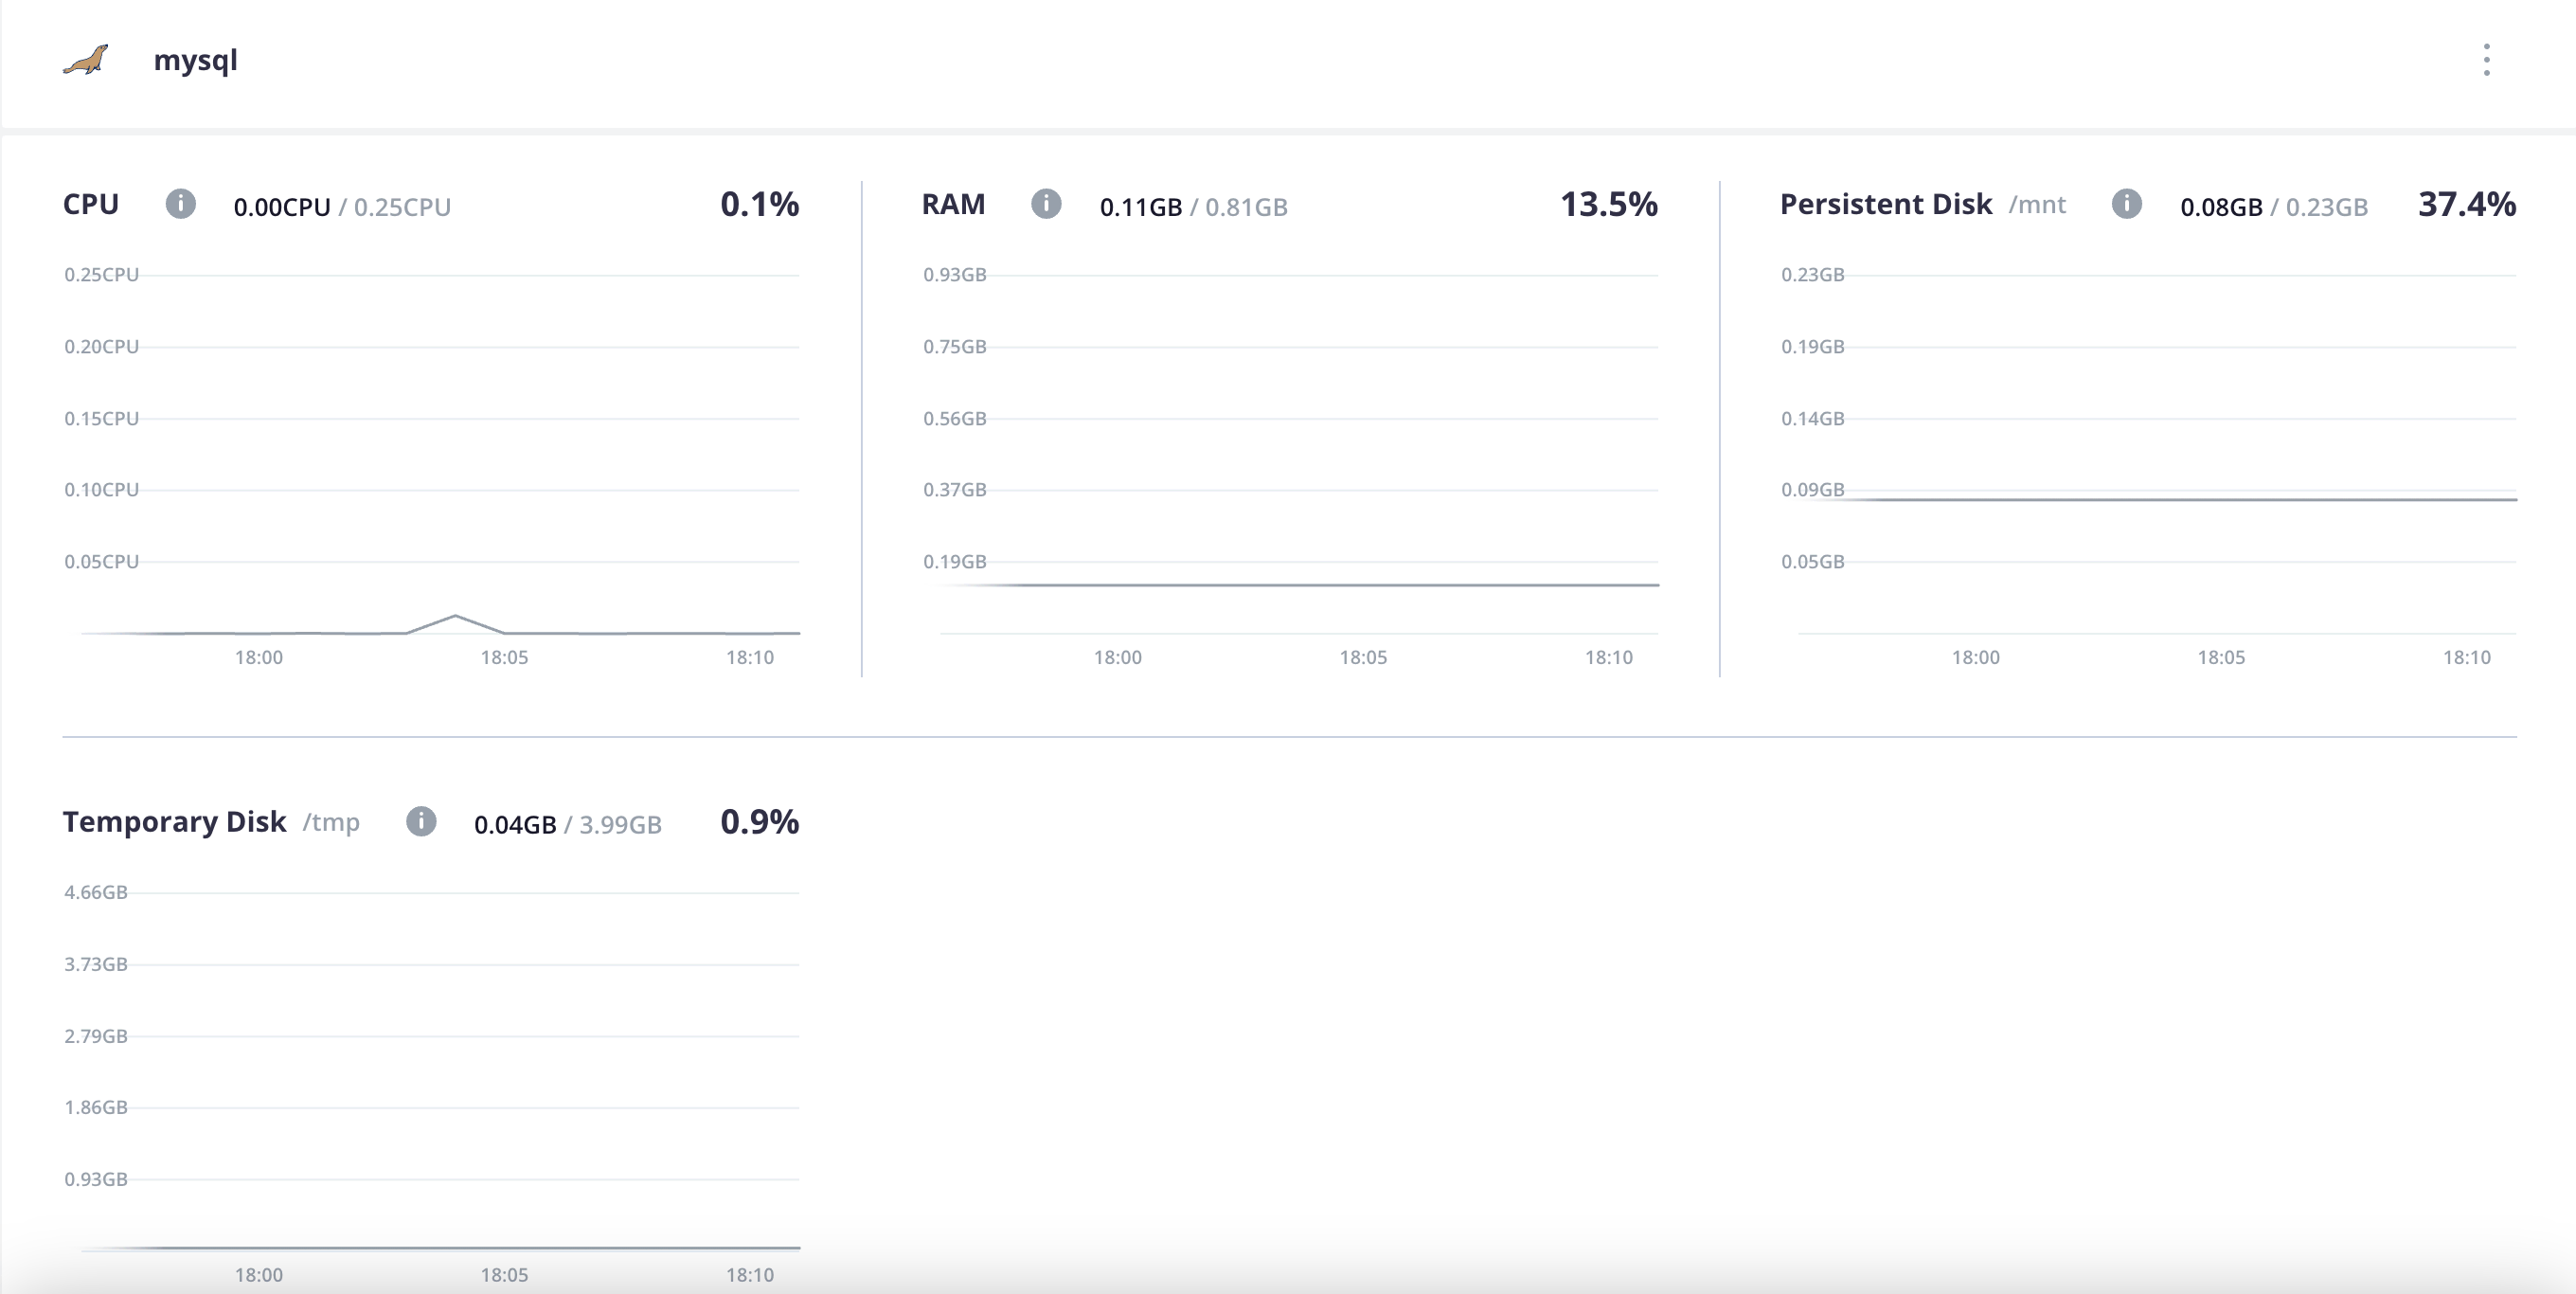 mysql
CPU 0.00CPU / 0.25CPU 0.1%
0.25CPU
0.20CPU
0.15CPU
0.10CPU
0.05CPU
18:00 18:05 18:10
RAM 0.11GB / 0.81GB 13.5%
0.93GB
0.75GB
0.56GB
0.37GB
0.19GB
18:00 18:05 18:10
Persistent Disk /mnt 0.08GB / 0.23GB 37.4%
0.23GB
0.19GB
0.14GB
0.09GB
0.05GB
18:00 18:05 18:10
Temporary Disk /tmp 0.04GB / 3.99GB 0.9%
4.66GB
3.73GB
2.79GB
1.86GB
0.93GB
18:00 18:05 18:10